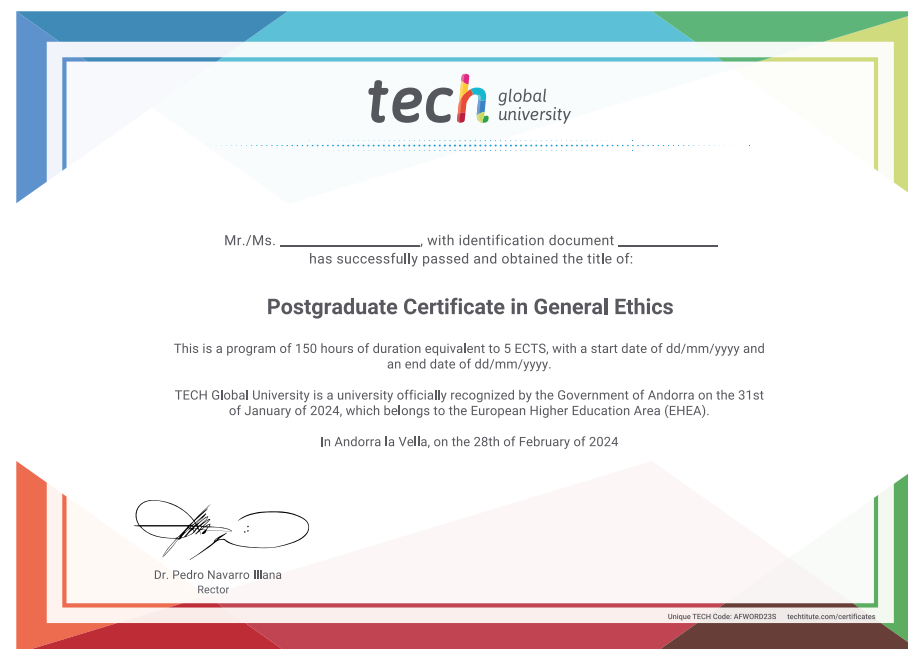 tech global university
Mr./Ms. ____________, with identification document ____________
has successfully passed and obtained the title of:
Postgraduate Certificate in General Ethics
This is a program of 150 hours of duration equivalent to 5 ECTS, with a start date of dd/mm/yyyy and
an end date of dd/mm/yyyy.
TECH Global University is a university officially recognized by the Government of Andorra on the 31st
of January of 2024, which belongs to the European Higher Education Area (EHEA).
In Andorra la Vella, on the 28th of February of 2024
Dr. Pedro Navarro Illana
Rector
Unique TECH Code: AFWORD23S techtitute.com/certificates